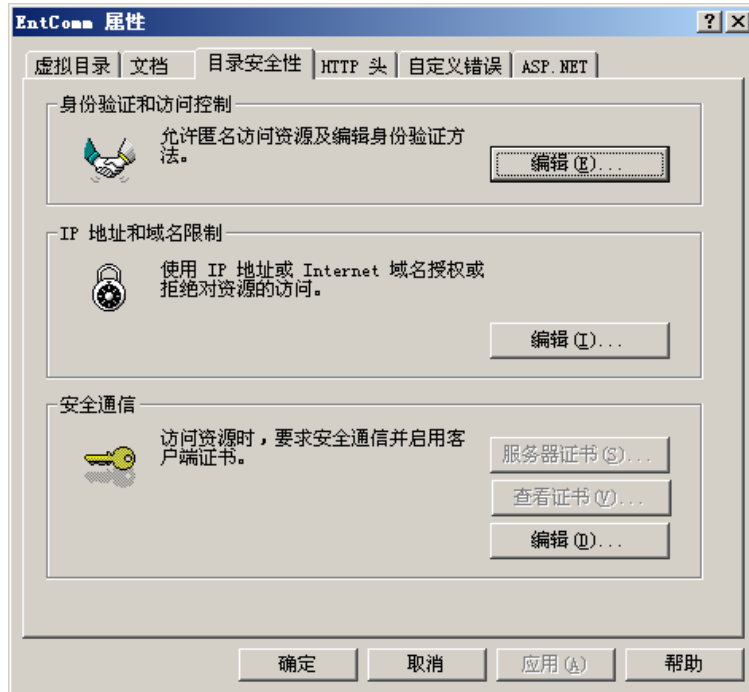 EntComm 属性
虚拟目录 文档 目录安全性 HTTP 头 自定义错误 ASP.NET
身份验证和访问控制
允许匿名访问资源及编辑身份验证方
法。
编辑(E)...
IP 地址和域名限制
使用 IP 地址或 Internet 域名授权或
拒绝对资源的访问。
编辑(I)...
安全通信
访问资源时，要求安全通信并启用客
户端证书。
服务器证书(S)...
查看证书(V)...
编辑(D)...
确定 取消 应用(A) 帮助